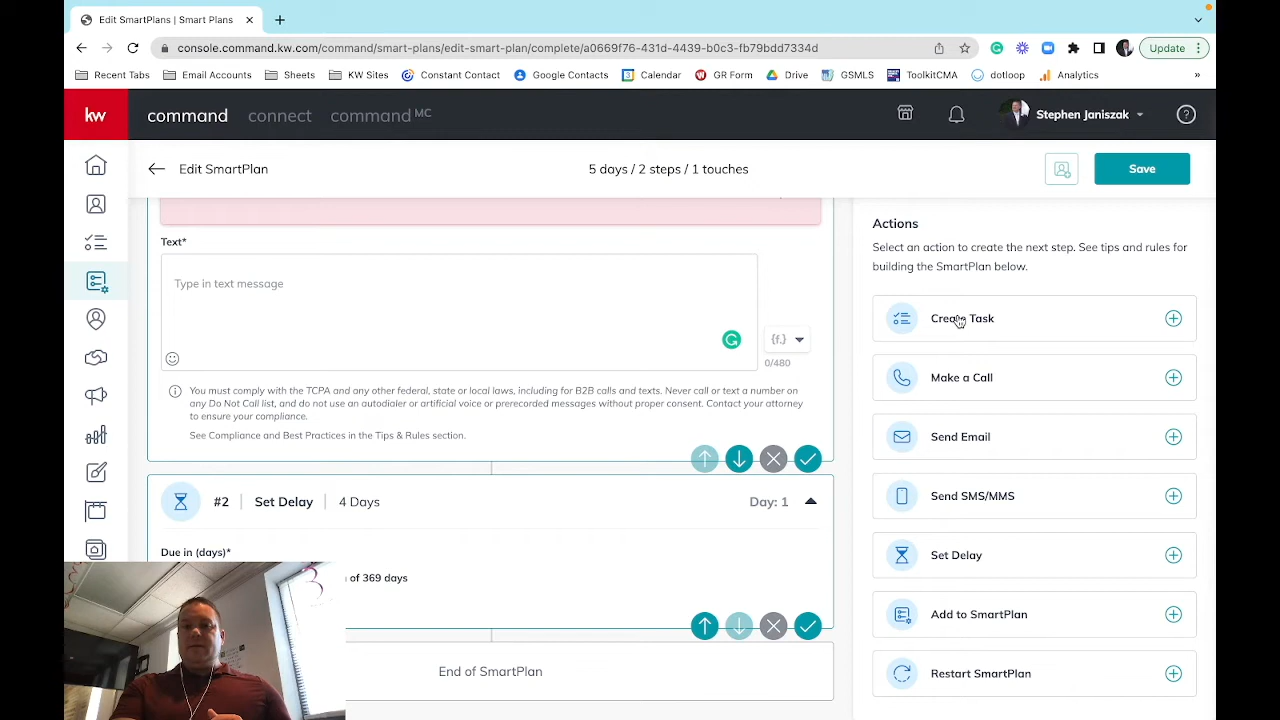 Edit SmartPlans | Smart Plans
console.command.kw.com/command/smart-plans/edit-smart-plan/complete/a0669f76-431d-4439-b0c3-fb79bdd7334d
Update
Recent Tabs Email Accounts Sheets KW Sites Constant Contact Google Contacts Calendar GR Form Drive GSMLS ToolkitCMA dotloop Analytics »
kw command connect command MC Stephen Janiszak
Edit SmartPlan 5 days / 2 steps / 1 touches Save
Text*
Type in text message
{f.}
0/480
You must comply with the TCPA and any other federal, state or local laws, including for B2B calls and texts. Never call or text a number on
any Do Not Call list, and do not use an autodialer or artificial voice or prerecorded messages without proper consent. Contact your attorney
to ensure your compliance.
See Compliance and Best Practices in the Tips & Rules section.
#2 Set Delay 4 Days Day: 1
Due in (days)*
of 369 days
End of SmartPlan
Actions
Select an action to create the next step. See tips and rules for
building the SmartPlan below.
Create Task
Make a Call
Send Email
Send SMS/MMS
Set Delay
Add to SmartPlan
Restart SmartPlan